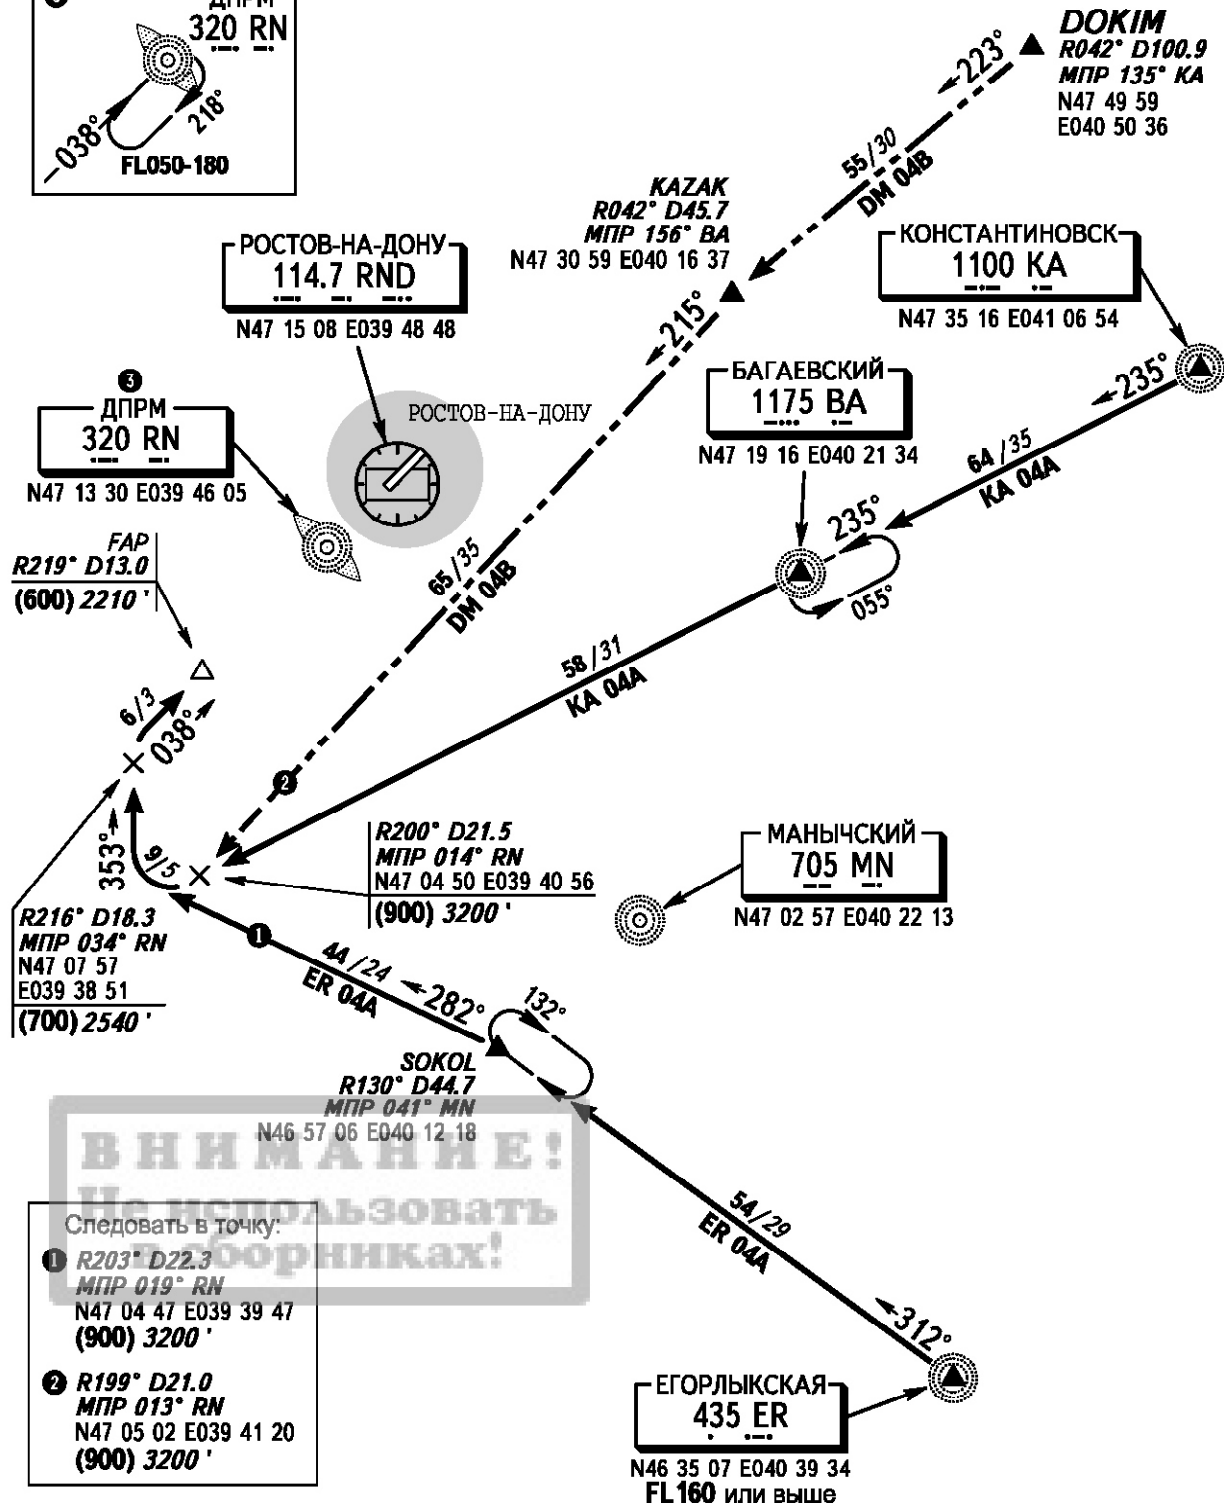 ДПРМ
320 RN
038°
218°
FL050-180
DOKIM
R042° D100.9
МПР 135° KA
N47 49 59
E040 50 36
223°
55/30
DM 04B
KAZAK
R042° D45.7
МПР 156° BA
N47 30 59 E040 16 37
215°
РОСТОВ-НА-ДОНУ
114.7 RND
N47 15 08 E039 48 48
КОНСТАНТИНОВСК
1100 KA
N47 35 16 E041 06 54
235°
64/35
KA 04A
БАГАЕВСКИЙ
1175 BA
N47 19 16 E040 21 34
235°
055°
РОСТОВ-НА-ДОНУ
3
ДПРМ
320 RN
N47 13 30 E039 46 05
FAP
R219° D13.0
(600) 2210 '
65/35
DM 04B
58/31
KA 04A
6/3
038°
2
353°
9/5
R200° D21.5
МПР 014° RN
N47 04 50 E039 40 56
(900) 3200 '
МАНЫЧСКИЙ
705 MN
N47 02 57 E040 22 13
R216° D18.3
МПР 034° RN
N47 07 57
E039 38 51
(700) 2540 '
1
44/24
ER 04A
282°
132°
SOKOL
R130° D44.7
МПР 041° MN
N46 57 06 E040 12 18
ВНИМАНИЕ!
Не использовать
в сборниках!
54/29
ER 04A
312°
Следовать в точку:
1 R203° D22.3
МПР 019° RN
N47 04 47 E039 39 47
(900) 3200 '
2 R199° D21.0
МПР 013° RN
N47 05 02 E039 41 20
(900) 3200 '
ЕГОРЛЫКСКАЯ
435 ER
N46 35 07 E040 39 34
FL160 или выше